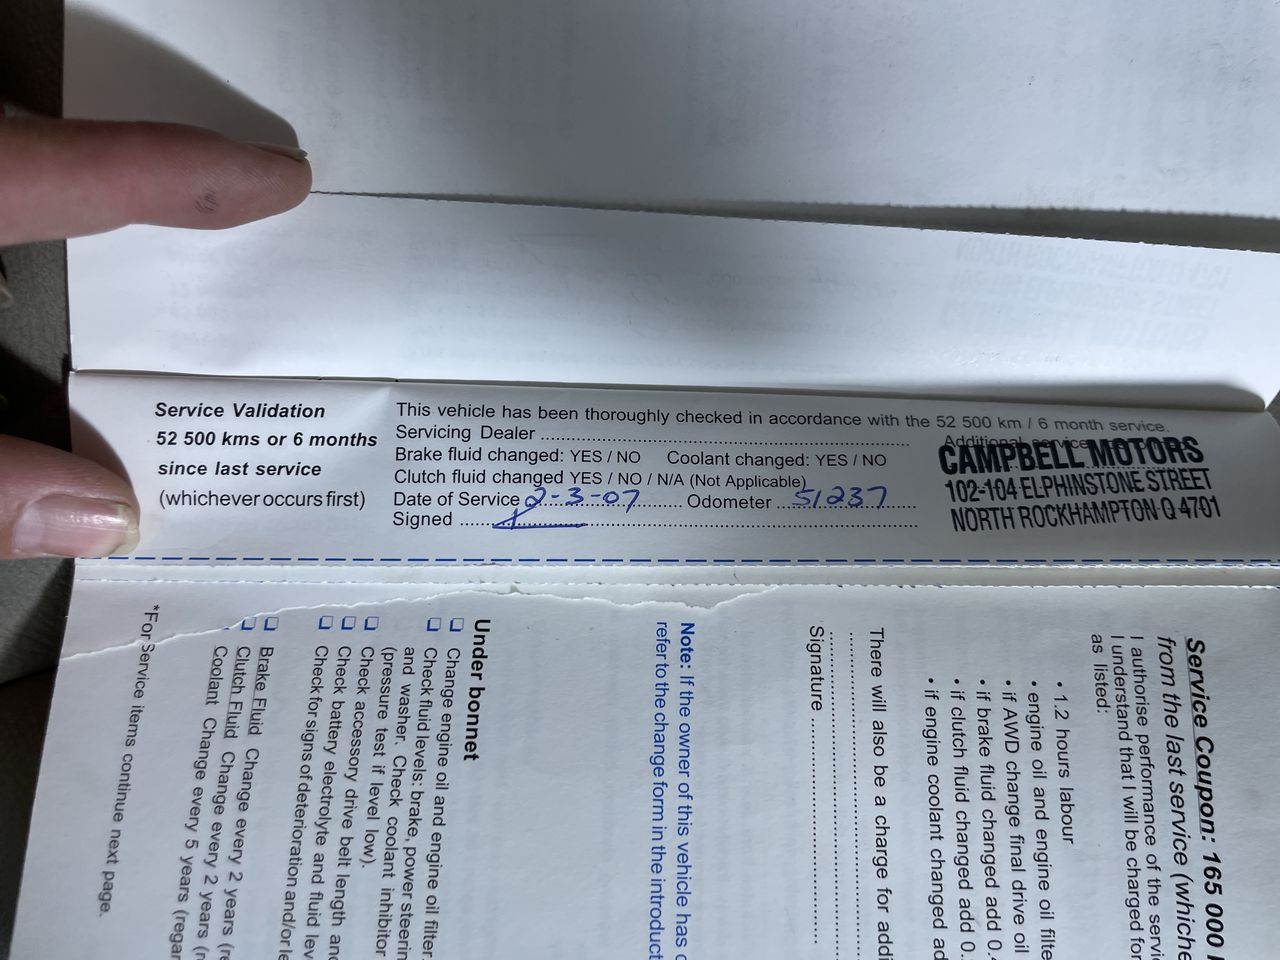 Service Validation
52 500 kms or 6 months
since last service
(whichever occurs first)
This vehicle has been thoroughly checked in accordance with the 52 500 km / 6 month service.
Servicing Dealer
Additional service
Brake fluid changed: YES / NO Coolant changed: YES / NO
Clutch fluid changed YES / NO / N/A (Not Applicable)
Date of Service 2-3-07 Odometer 51237
Signed
CAMPBELL MOTORS
102-104 ELPHINSTONE STREET
NORTH ROCKHAMPTON Q 4701
Service Coupon: 165 000
from the last service (whiche
I authorise performance of the servi
I understand that I will be charged for
as listed:
• 1.2 hours labour
• engine oil and engine oil filte
• if AWD change final drive oil
• if brake fluid changed add 0.
• if clutch fluid changed add 0.
• if engine coolant changed ad
There will also be a charge for addi
Signature
Note: If the owner of this vehicle has c
refer to the change form in the introduct
Under bonnet
Change engine oil and engine oil filter.
Check fluid levels: brake, power steerin
and washer. Check coolant inhibitor
(pressure test if level low).
Check accessory drive belt length and
Check battery electrolyte and fluid lev
Check for signs of deterioration and/or le
Brake Fluid Change every 2 years (re
Clutch Fluid Change every 2 years (r
Coolant Change every 5 years (regar
*For Service items continue next page.